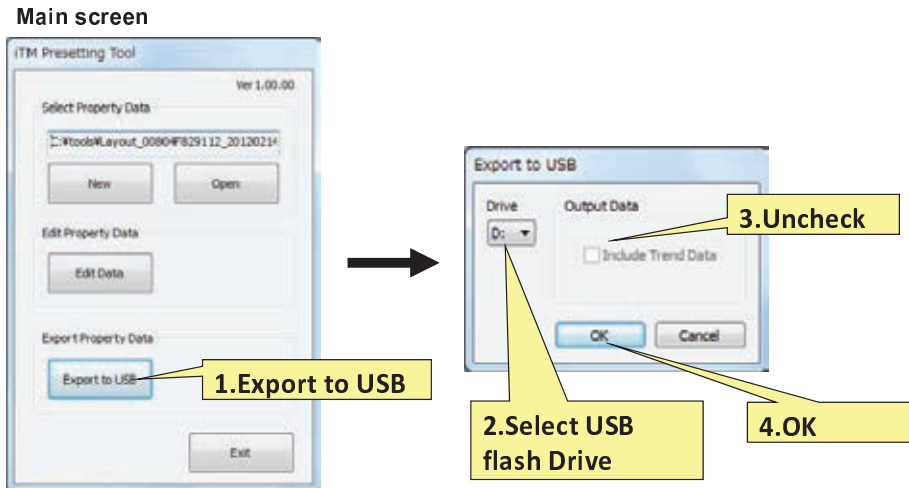 Main screen
iTM Presetting Tool
Ver 1.00.00
Select Property Data
C:¥tools¥Layout_00804F829112_20120214
New
Open
Edit Property Data
Edit Data
Export Property Data
Export to USB
1.Export to USB
Exit
Export to USB
Drive
Output Data
D:
3.Uncheck
Include Trend Data
OK
Cancel
2.Select USB
flash Drive
4.OK